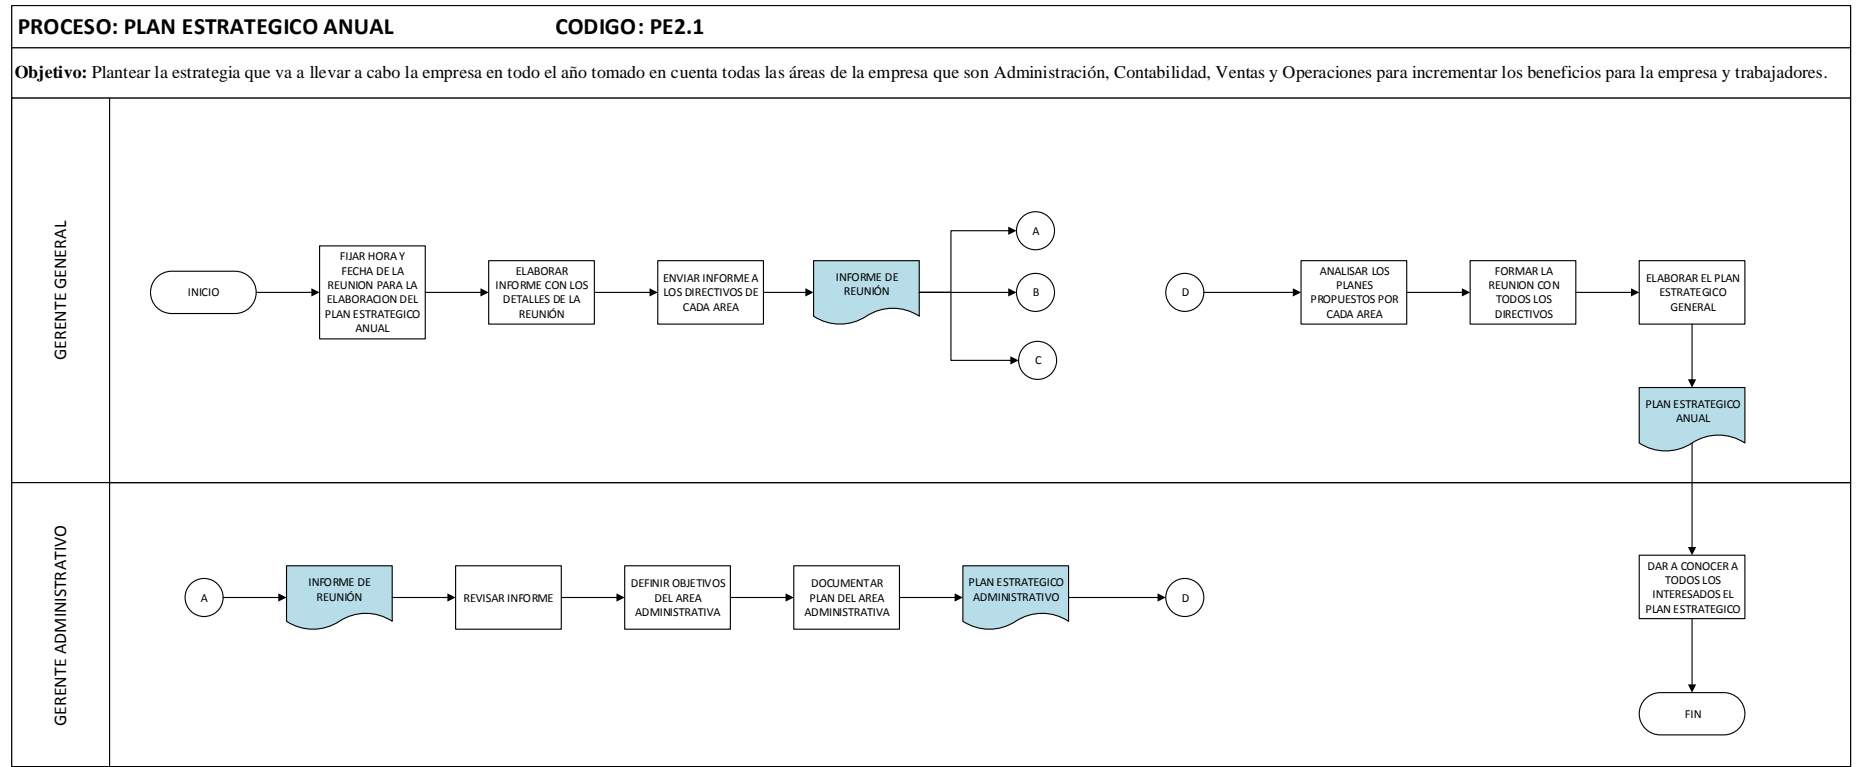 PROCESO: PLAN ESTRATEGICO ANUAL CODIGO: PE2.1
Objetivo: Plantear la estrategia que va a llevar a cabo la empresa en todo el año tomado en cuenta todas las áreas de la empresa que son Administración, Contabilidad, Ventas y Operaciones para incrementar los beneficios para la empresa y trabajadores.
GERENTE GENERAL
INICIO
FIJAR HORA Y
FECHA DE LA
REUNION PARA LA
ELABORACION DEL
PLAN ESTRATEGICO
ANUAL
ELABORAR
INFORME CON LOS
DETALLES DE LA
REUNIÓN
ENVIAR INFORME A
LOS DIRECTIVOS DE
CADA AREA
INFORME DE
REUNIÓN
A
B
C
D
ANALISAR LOS
PLANES
PROPUESTOS POR
CADA AREA
FORMAR LA
REUNION CON
TODOS LOS
DIRECTIVOS
ELABORAR EL PLAN
ESTRATEGICO
GENERAL
PLAN ESTRATEGICO
ANUAL
GERENTE ADMINISTRATIVO
A
INFORME DE
REUNIÓN
REVISAR INFORME
DEFINIR OBJETIVOS
DEL AREA
ADMINISTRATIVA
DOCUMENTAR
PLAN DEL AREA
ADMINISTRATIVA
PLAN ESTRATEGICO
ADMINISTRATIVO
D
DAR A CONOCER A
TODOS LOS
INTERESADOS EL
PLAN ESTRATEGICO
FIN